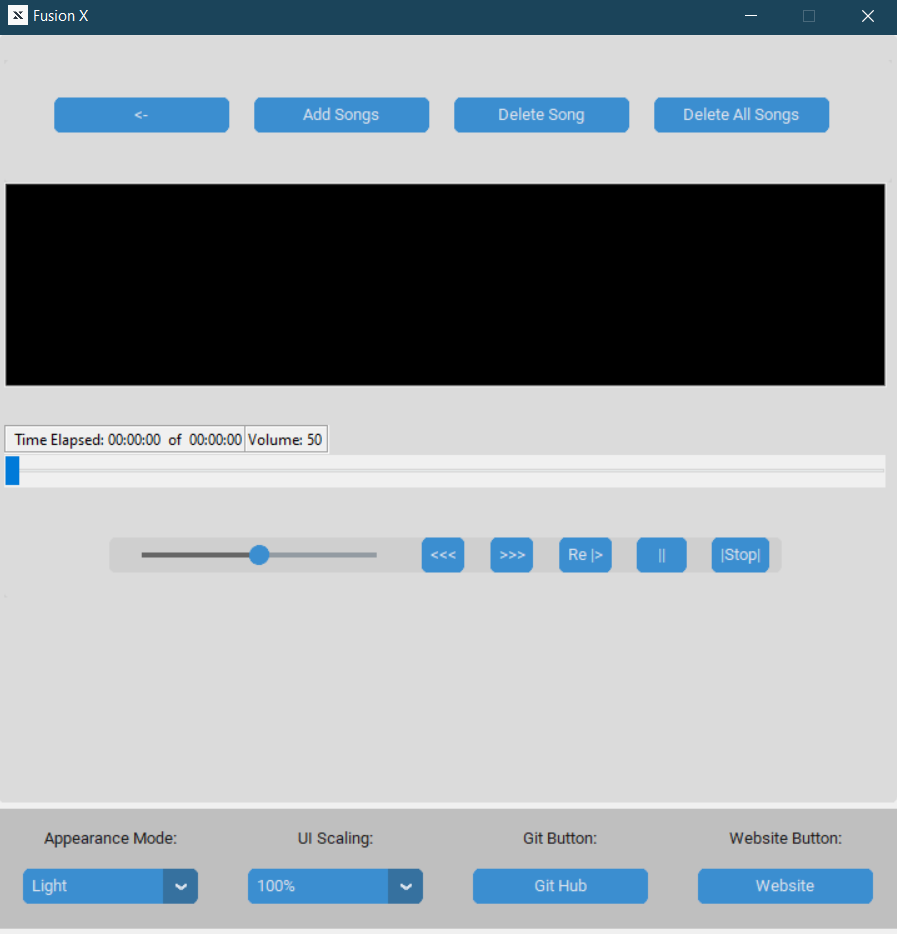 Fusion X
<- Add Songs Delete Song Delete All Songs
Time Elapsed: 00:00:00 of 00:00:00 Volume: 50
<<< >>> Re |> || |Stop|
Appearance Mode: UI Scaling: Git Button: Website Button:
Light 100% Git Hub Website